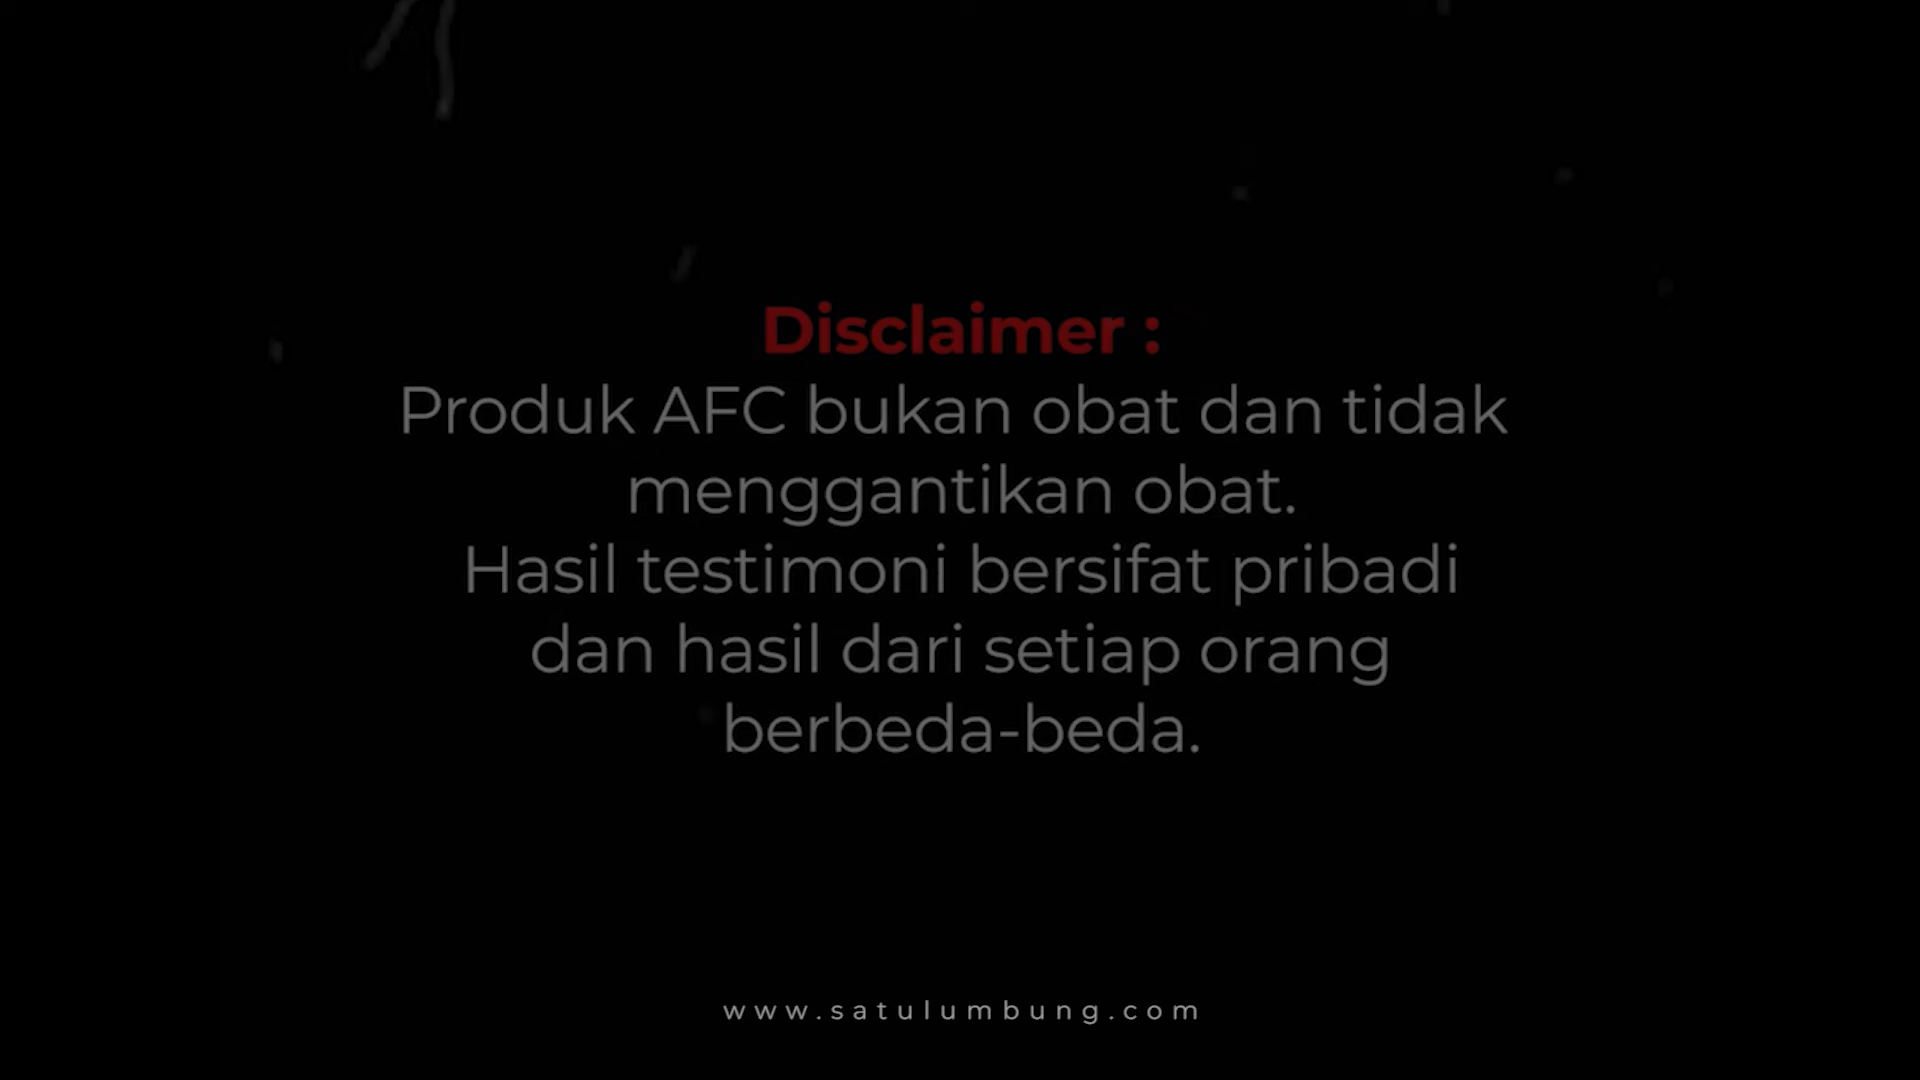 Disclaimer :
Produk AFC bukan obat dan tidak
menggantikan obat.
Hasil testimoni bersifat pribadi
dan hasil dari setiap orang
berbeda-beda.
www.satulumbung.com